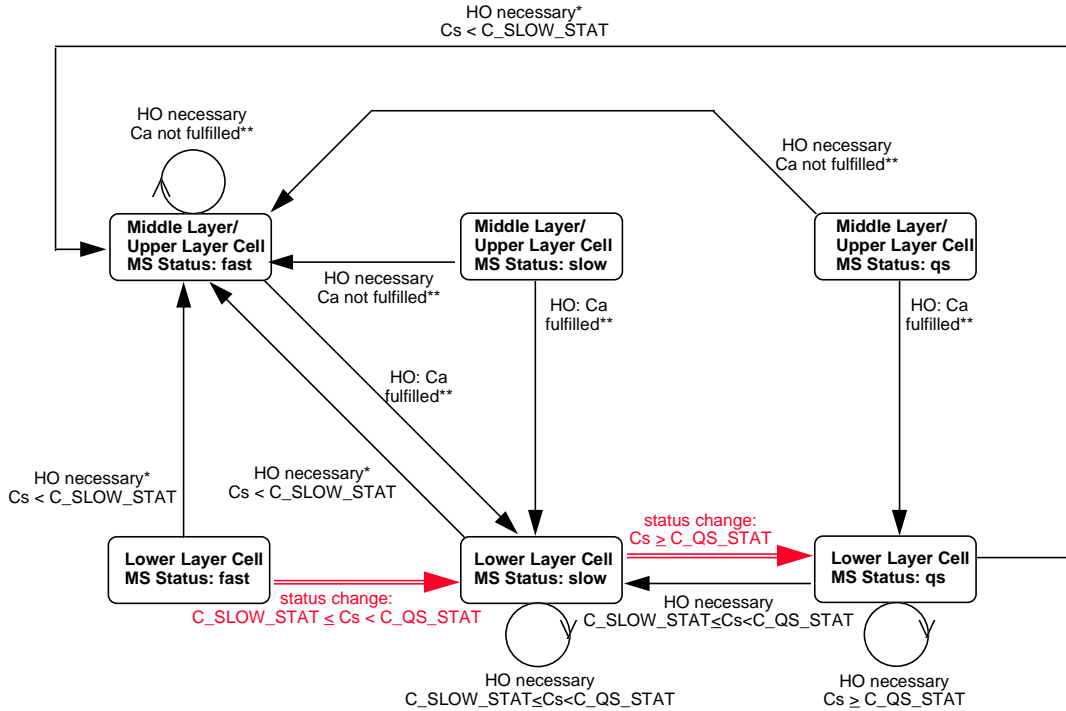 HO necessary*
Cs < C_SLOW_STAT
HO necessary
Ca not fulfilled**
HO necessary
Ca not fulfilled**
Middle Layer/
Upper Layer Cell
MS Status: fast
Middle Layer/
Upper Layer Cell
MS Status: slow
Middle Layer/
Upper Layer Cell
MS Status: qs
HO necessary
Ca not fulfilled**
HO: Ca
fulfilled**
HO: Ca
fulfilled**
HO: Ca
fulfilled**
HO necessary*
Cs < C_SLOW_STAT
HO necessary*
Cs < C_SLOW_STAT
status change:
Cs ≥ C_QS_STAT
Lower Layer Cell
MS Status: fast
Lower Layer Cell
MS Status: slow
Lower Layer Cell
MS Status: qs
status change:
C_SLOW_STAT ≤ Cs < C_QS_STAT
HO necessary
C_SLOW_STAT≤Cs<C_QS_STAT
HO necessary
C_SLOW_STAT≤Cs<C_QS_STAT
HO necessary
Cs ≥ C_QS_STAT